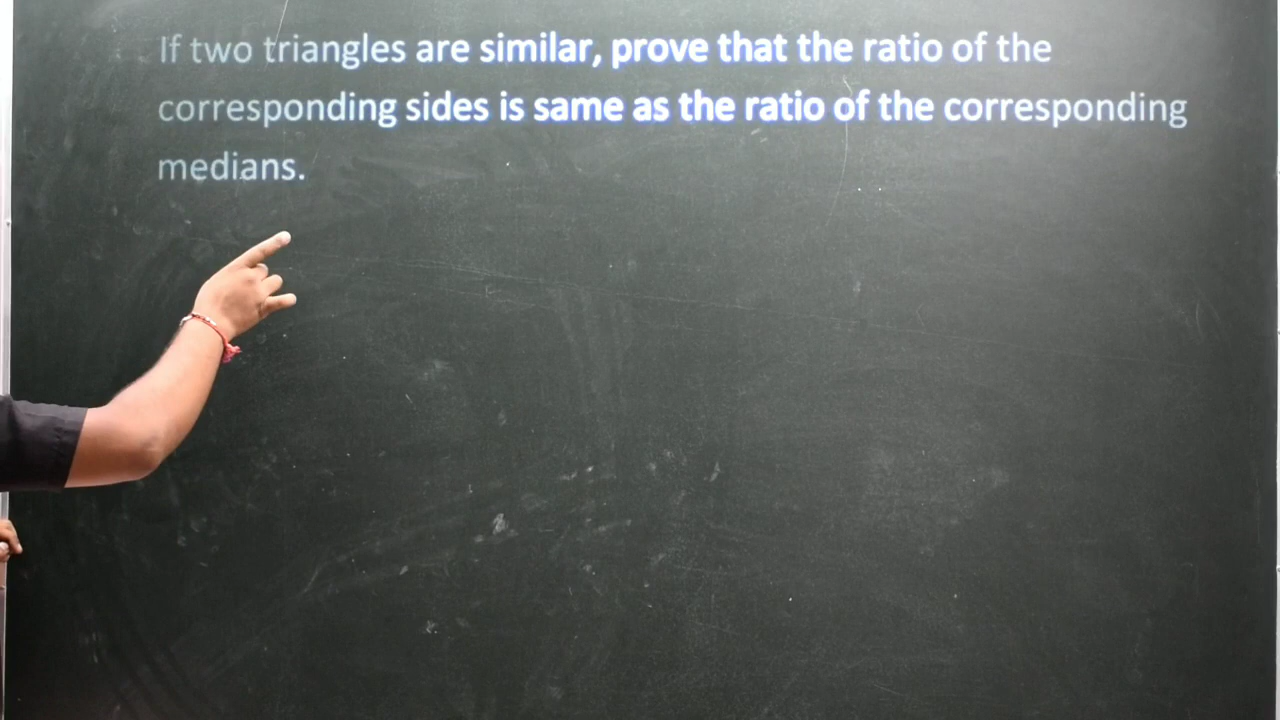 If two triangles are similar, prove that the ratio of the
corresponding sides is same as the ratio of the corresponding
medians.